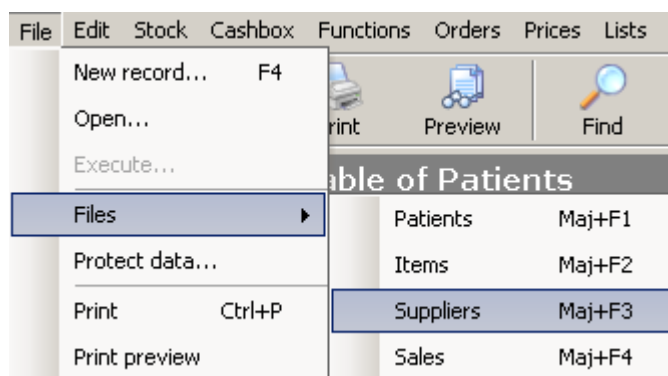 File Edit Stock Cashbox Functions Orders Prices Lists
New record... F4
Open...
rint Preview Find
Execute...
able of Patients
Files
Patients Maj+F1
Protect data...
Items Maj+F2
Print Ctrl+P
Suppliers Maj+F3
Print preview
Sales Maj+F4